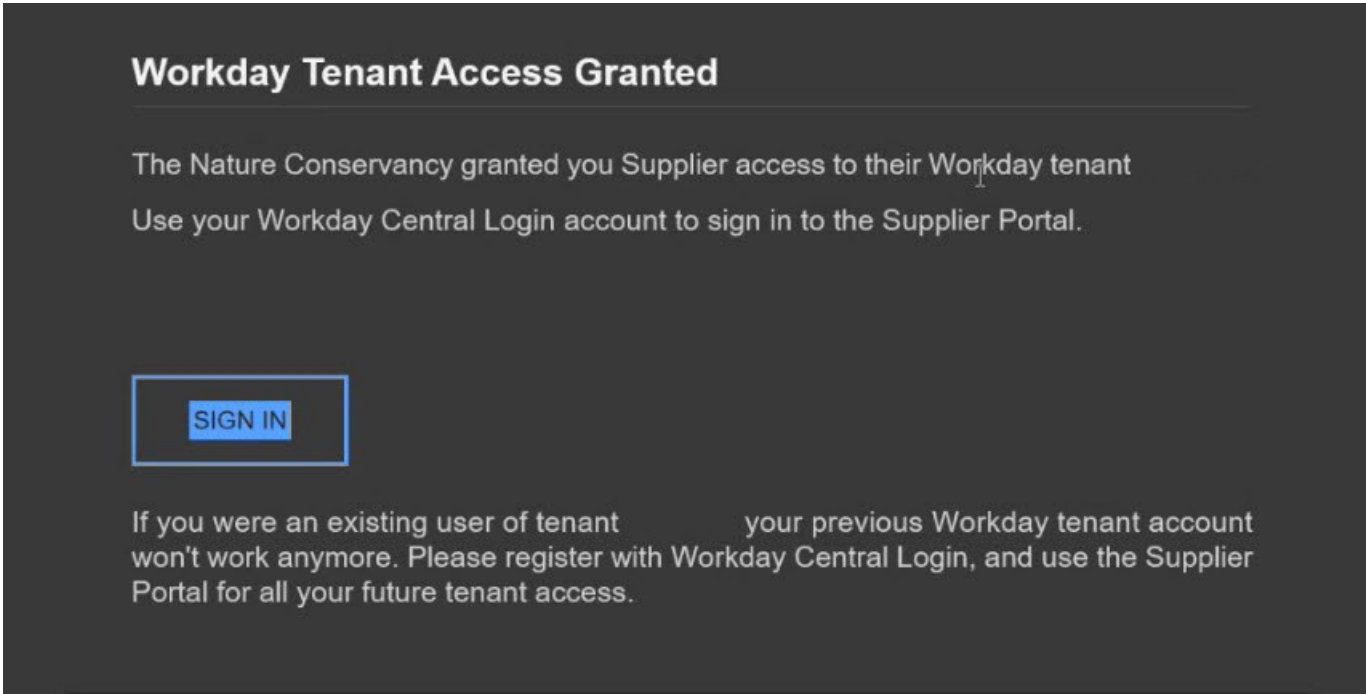 Workday Tenant Access Granted
The Nature Conservancy granted you Supplier access to their Workday tenant
Use your Workday Central Login account to sign in to the Supplier Portal.
SIGN IN
If you were an existing user of tenant your previous Workday tenant account
won't work anymore. Please register with Workday Central Login, and use the Supplier
Portal for all your future tenant access.